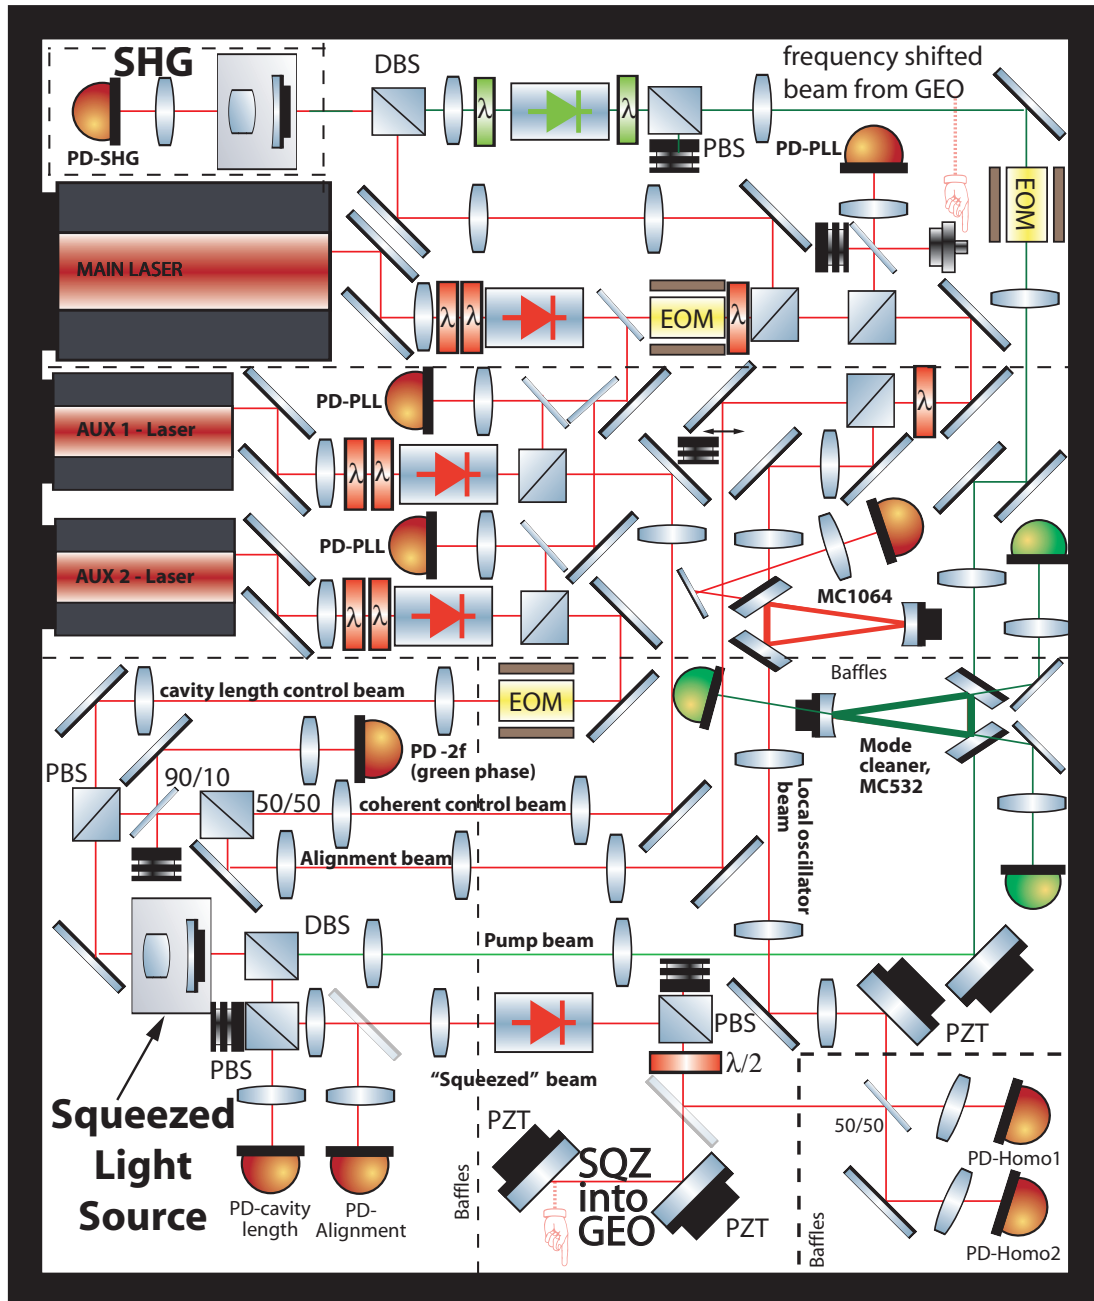 SHG
DBS
frequency shifted
beam from GEO
PD-SHG
λ
λ
PBS
PD-PLL
EOM
MAIN LASER
λ
λ
EOM
λ
PD-PLL
λ
AUX 1 - Laser
λ
λ
PD-PLL
AUX 2 - Laser
λ
λ
MC1064
Baffles
cavity length control beam
EOM
PD -2f
(green phase)
Mode
cleaner,
MC532
PBS
90/10
50/50
coherent control beam
Local oscillator
beam
Alignment beam
DBS
Pump beam
PBS
PZT
PBS
λ/2
"Squeezed" beam
Squeezed
Light
Source
PZT
SQZ
into
GEO
PZT
50/50
PD-Homo1
PD-Homo2
PD-cavity
length
PD-
Alignment
Baffles
Baffles